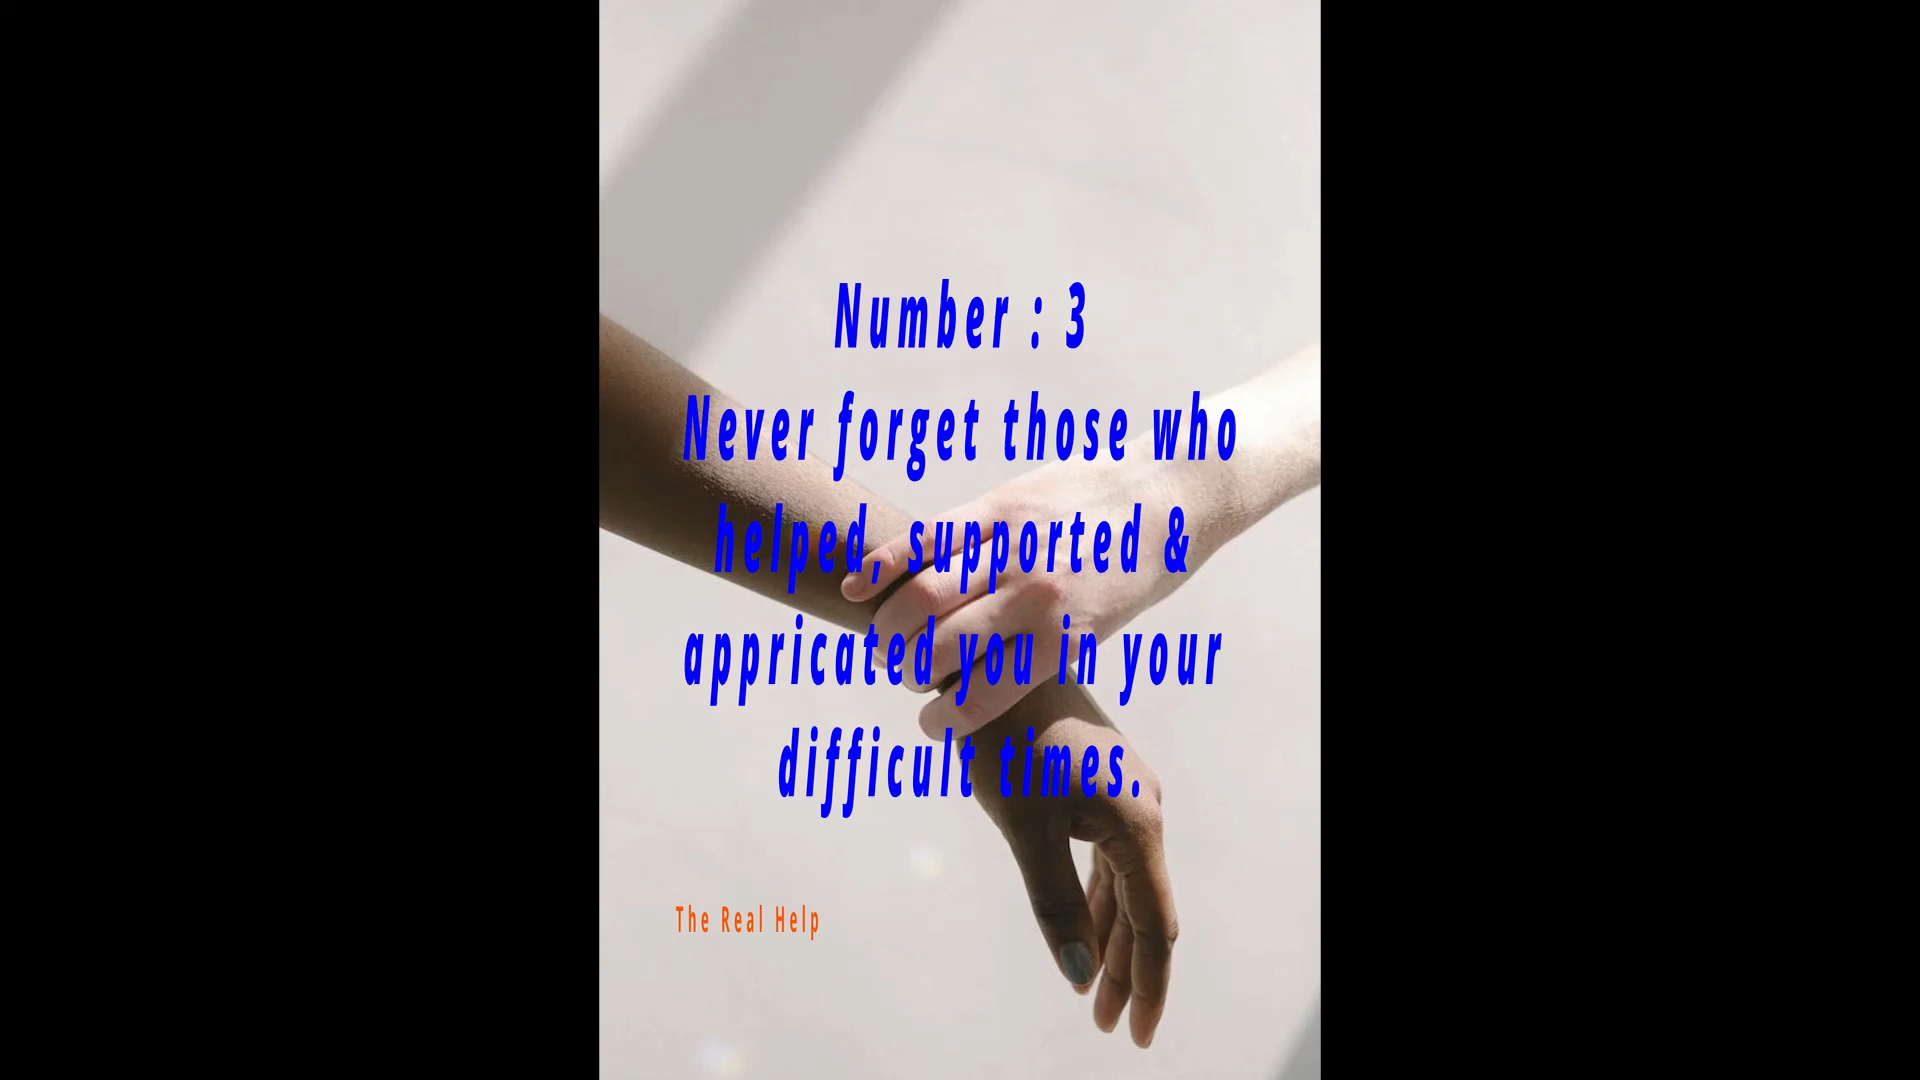 Number : 3
Never forget those who
helped, supported &
appricated you in your
difficult times.
The Real Help